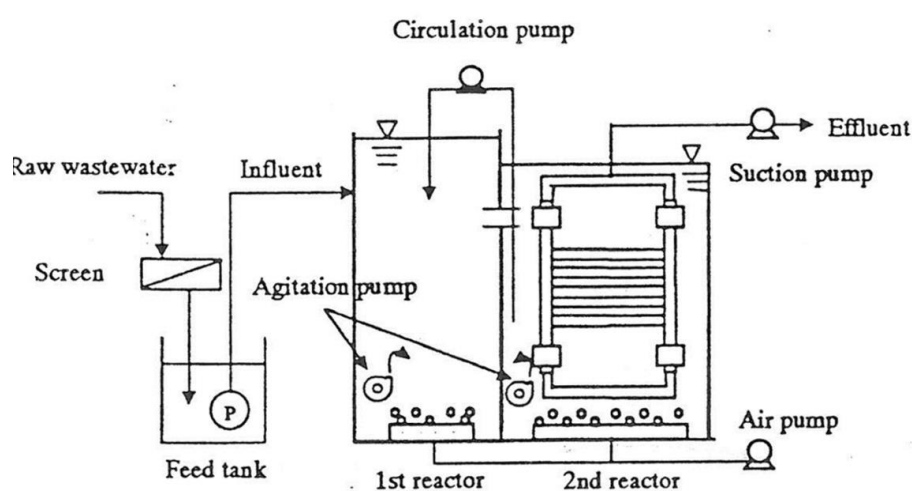 Circulation pump
Effluent
Raw wastewater
Influent
Suction pump
Screen
Agitation pump
P
Air pump
Feed tank
1st reactor
2nd reactor